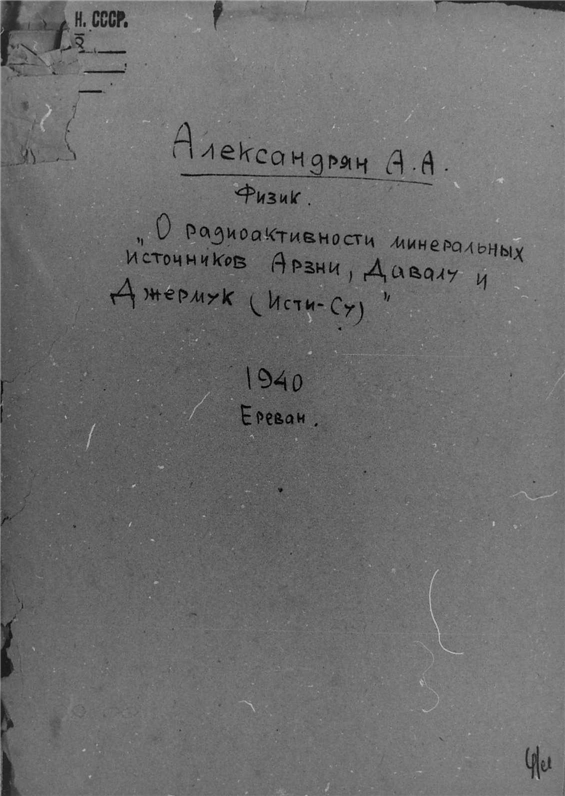 Н. СССР.
Александрян А.А.
Физик.
„О радиоактивности минеральных
источников Арзни, Давалу и
Джермук (Исти-Су)"
1940
Ереван.